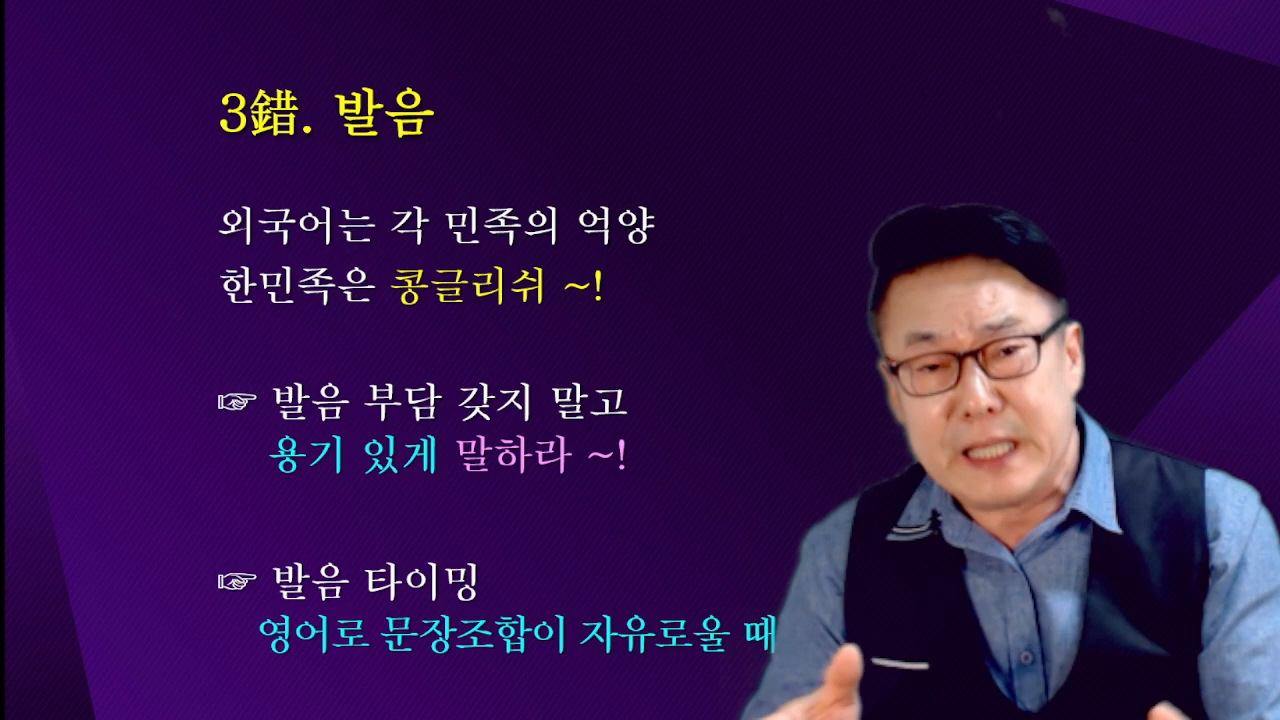 3錯. 발음
외국어는 각 민족의 억양
한민족은 콩글리쉬 ~!
☞ 발음 부담 갖지 말고
용기 있게 말하라 ~!
☞ 발음 타이밍
영어로 문장조합이 자유로울 때